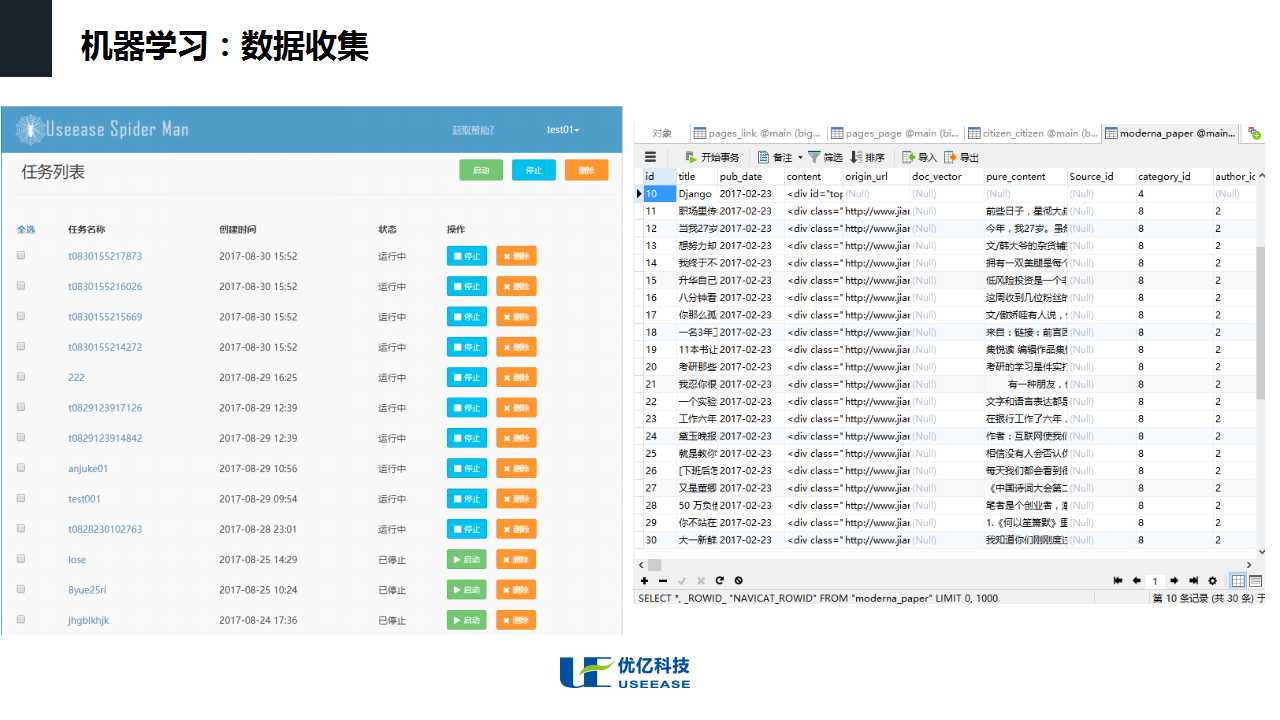 机器学习：数据收集
Useease Spider Man 获取帮助? test01
任务列表 启动 停止 删除
全选 任务名称 创建时间 状态 操作
t0830155217873 2017-08-30 15:52 运行中 停止 删除
t0830155216026 2017-08-30 15:52 运行中 停止 删除
t0830155215669 2017-08-30 15:52 运行中 停止 删除
t0830155214272 2017-08-30 15:52 运行中 停止 删除
222 2017-08-29 16:25 运行中 停止 删除
t0829123917126 2017-08-29 12:39 运行中 停止 删除
t0829123914842 2017-08-29 12:39 运行中 停止 删除
anjuke01 2017-08-29 10:56 运行中 停止 删除
test001 2017-08-29 09:54 运行中 停止 删除
t0828230102763 2017-08-28 23:01 运行中 停止 删除
lose 2017-08-25 14:29 已停止 启动 删除
8yue25ri 2017-08-25 10:24 已停止 启动 删除
jhgblkhjk 2017-08-24 17:36 已停止 启动 删除
对象 pages_link @main (big... pages_page @main (bi... citizen_citizen @main (b... moderna_paper @main...
开始事务 备注 筛选 排序 导入 导出
id title pub_date content origin_url doc_vector pure_content Source_id category_id author_id
10 Django 2017-02-23 <div id="top (Null) (Null) (Null) (Null) 4 (Null)
11 职场里传 2017-02-23 <div class=" http://www.jian (Null) 前些日子，星彻大叔 (Null) 8 2
12 当我27岁 2017-02-23 <div class=" http://www.jian (Null) 今年，我27岁。虽然 (Null) 8 2
13 想努力却 2017-02-23 <div class=" http://www.jian (Null) 文/韩大爷的杂货铺 (Null) 8 2
14 我终于不 2017-02-23 <div class=" http://www.jian (Null) 拥有一双美腿是每个 (Null) 8 2
15 升华自己 2017-02-23 <div class=" http://www.jian (Null) 低风险投资是一个非 (Null) 8 2
16 八分钟看 2017-02-23 <div class=" http://www.jian (Null) 这周收到几位粉丝的 (Null) 8 2
17 你那么孤 2017-02-23 <div class=" http://www.jian (Null) 文/傲娇哇有人说， (Null) 8 2
18 一名3年工 2017-02-23 <div class=" http://www.jian (Null) 来自：链接：前言因 (Null) 8 2
19 11本书让 2017-02-23 <div class=" http://www.jian (Null) 集悦读 编辑作品集 (Null) 8 2
20 考研那些 2017-02-23 <div class=" http://www.jian (Null) 考研的学习是件实打 (Null) 8 2
21 我忍你很 2017-02-23 <div class=" http://www.jian (Null) 有一种朋友， (Null) 8 2
22 一个实验 2017-02-23 <div class=" http://www.jian (Null) 文字和语言表达都是 (Null) 8 2
23 工作六年 2017-02-23 <div class=" http://www.jian (Null) 在银行工作了六年， (Null) 8 2
24 黛玉晚报 2017-02-23 <div class=" http://www.jian (Null) 作者：互联网使我们 (Null) 8 2
25 就是教你 2017-02-23 <div class=" http://www.jian (Null) 相信没有人会否认 (Null) 8 2
26 [下班后怎 2017-02-23 <div class=" http://www.jian (Null) 每天我们都会看到很 (Null) 8 2
27 又是董卿 2017-02-23 <div class=" http://www.jian (Null) 《中国诗词大会第二 (Null) 8 2
28 50 万负债 2017-02-23 <div class=" http://www.jian (Null) 笔者是个创业者， (Null) 8 2
29 你不站在 2017-02-23 <div class=" http://www.jian (Null) 1.《何以笙箫默》里 (Null) 8 2
30 大一新鲜 2017-02-23 <div class=" http://www.jian (Null) 我知道你们刚刚度过 (Null) 8 2
1
SELECT *, _ROWID_ "NAVICAT_ROWID" FROM "moderna_paper" LIMIT 0, 1000 第 10 条记录 (共 30 条) 于
优亿科技
USEEASE